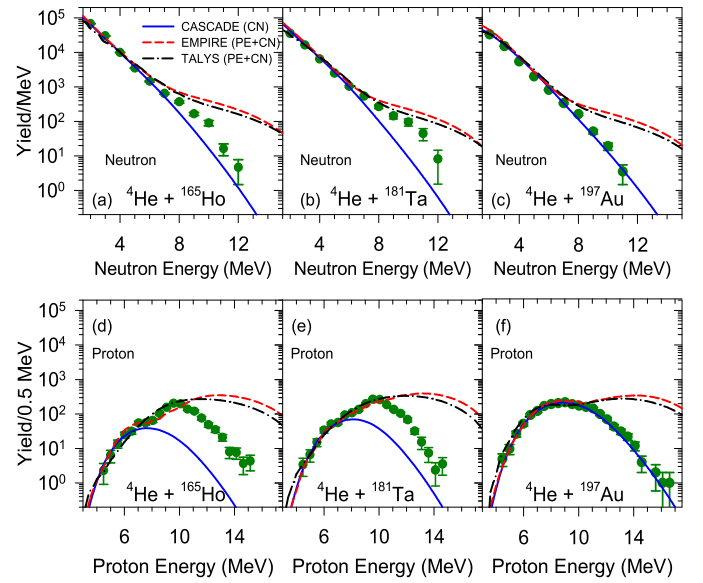 10⁵
10⁴
10³
10²
10¹
10⁰
Yield/MeV
CASCADE (CN)
EMPIRE (PE+CN)
TALYS (PE+CN)
Neutron
Neutron
Neutron
(a) ⁴He + ¹⁶⁵Ho
(b) ⁴He + ¹⁸¹Ta
(c) ⁴He + ¹⁹⁷Au
4 8 12
4 8 12
4 8 12
Neutron Energy (MeV)
Neutron Energy (MeV)
Neutron Energy (MeV)
10⁵
10⁴
10³
10²
10¹
10⁰
Yield/0.5 MeV
(d)
(e)
(f)
Proton
Proton
Proton
⁴He + ¹⁶⁵Ho
⁴He + ¹⁸¹Ta
⁴He + ¹⁹⁷Au
6 10 14
6 10 14
6 10 14
Proton Energy (MeV)
Proton Energy (MeV)
Proton Energy (MeV)